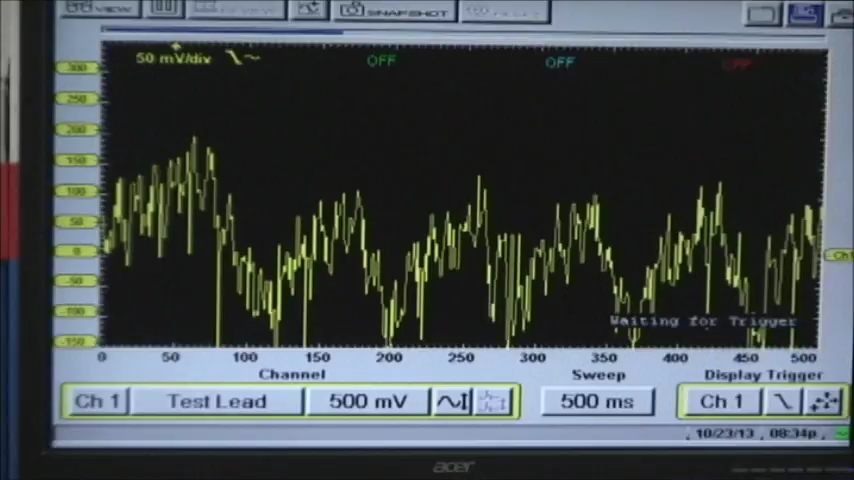 VIEW SNAPSHOT
50 mV/div OFF OFF OFF
300
250
200
150
100
50
0
-50
-100
-150
Ch1
Waiting for Trigger
0 50 100 150 200 250 300 350 400 450 500
Channel Sweep Display Trigger
Ch 1 Test Lead 500 mV 500 ms Ch 1
10/23/13 08:34p
acer